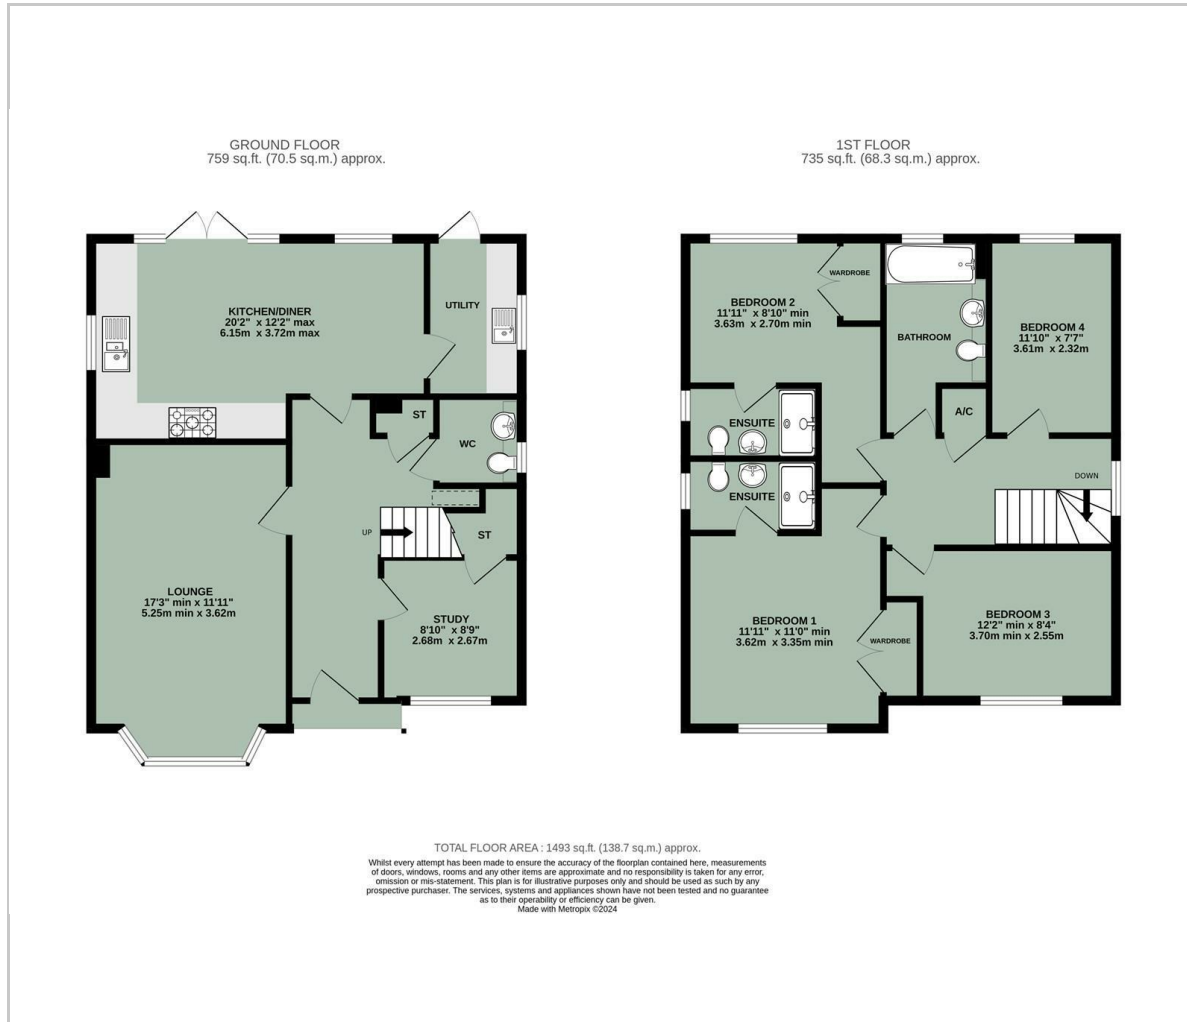 GROUND FLOOR
759 sq.ft. (70.5 sq.m.) approx.
KITCHEN/DINER
20'2" x 12'2" max
6.15m x 3.72m max
UTILITY
ST
WC
UP
ST
LOUNGE
17'3" min x 11'11"
5.25m min x 3.62m
STUDY
8'10" x 8'9"
2.68m x 2.67m
1ST FLOOR
735 sq.ft. (68.3 sq.m.) approx.
WARDROBE
BEDROOM 2
11'11" x 8'10" min
3.63m x 2.70m min
BATHROOM
BEDROOM 4
11'10" x 7'7"
3.61m x 2.32m
A/C
ENSUITE
ENSUITE
DOWN
BEDROOM 1
11'11" x 11'0" min
3.62m x 3.35m min
WARDROBE
BEDROOM 3
12'2" min x 8'4"
3.70m min x 2.55m
TOTAL FLOOR AREA : 1493 sq.ft. (138.7 sq.m.) approx.
Whilst every attempt has been made to ensure the accuracy of the floorplan contained here, measurements
of doors, windows, rooms and any other items are approximate and no responsibility is taken for any error,
omission or mis-statement. This plan is for illustrative purposes only and should be used as such by any
prospective purchaser. The services, systems and appliances shown have not been tested and no guarantee
as to their operability or efficiency can be given.
Made with Metropix ©2024